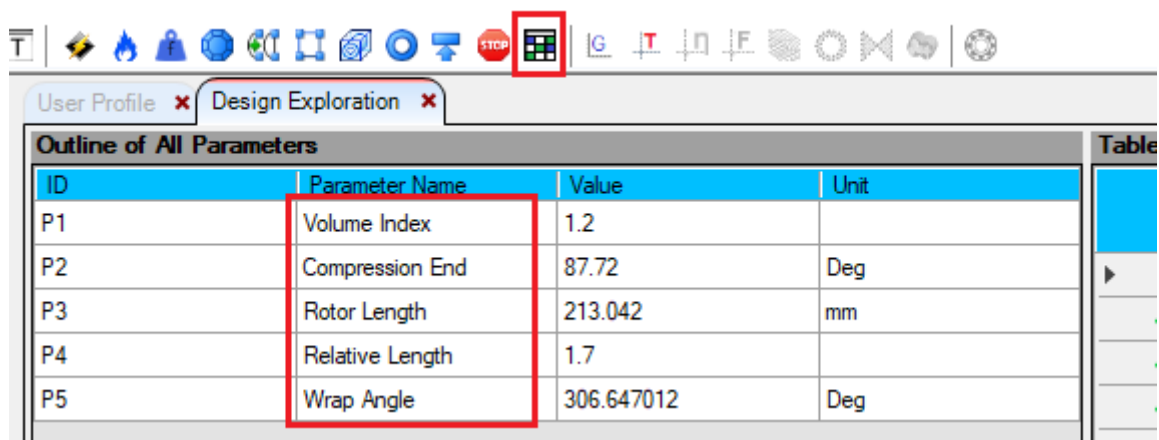 T F STOP G T F
User Profile Design Exploration
Outline of All Parameters Table
ID Parameter Name Value Unit
P1 Volume Index 1.2
P2 Compression End 87.72 Deg
P3 Rotor Length 213.042 mm
P4 Relative Length 1.7
P5 Wrap Angle 306.647012 Deg